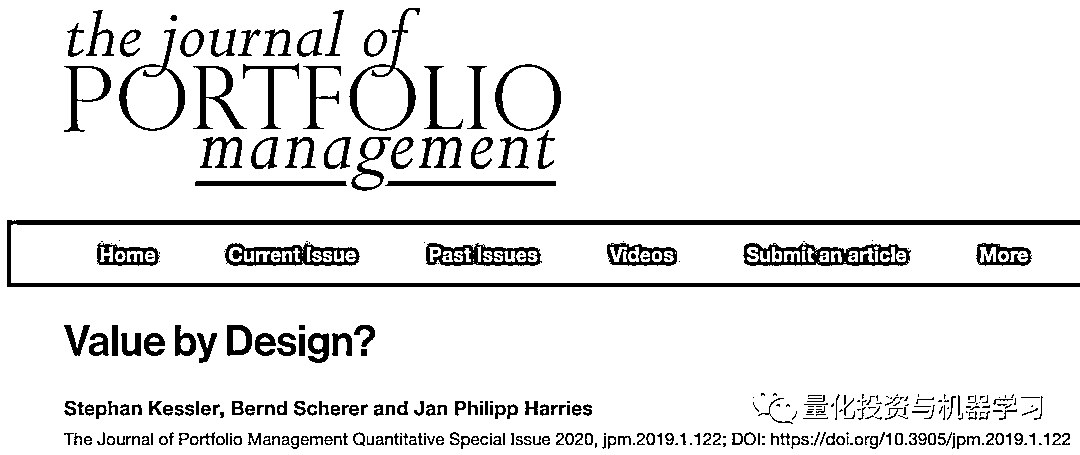 the journal of
PORTFOLIO
management
Home Current Issue Past Issues Videos Submit an article More
Value by Design?
Stephan Kessler, Bernd Scherer and Jan Philipp Harries
量化投资与机器学习
The Journal of Portfolio Management Quantitative Special Issue 2020, jpm.2019.1.122; DOI: https://doi.org/10.3905/jpm.2019.1.122